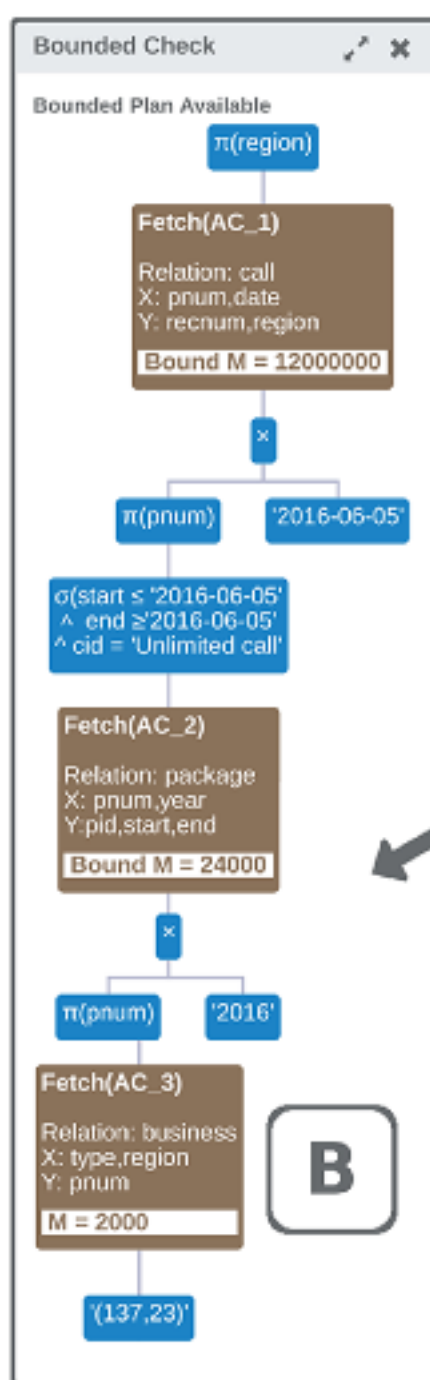 Bounded Check
Bounded Plan Available
π(region)
Fetch(AC_1)
Relation: call
X: pnum,date
Y: recnum,region
Bound M = 12000000
×
π(pnum)
'2016-06-05'
σ(start ≤ '2016-06-05'
^ end ≥'2016-06-05'
^ cid = 'Unlimited call'
Fetch(AC_2)
Relation: package
X: pnum,year
Y:pid,start,end
Bound M = 24000
×
π(pnum)
'2016'
Fetch(AC_3)
Relation: business
X: type,region
Y: pnum
M = 2000
B
'(137,23)'